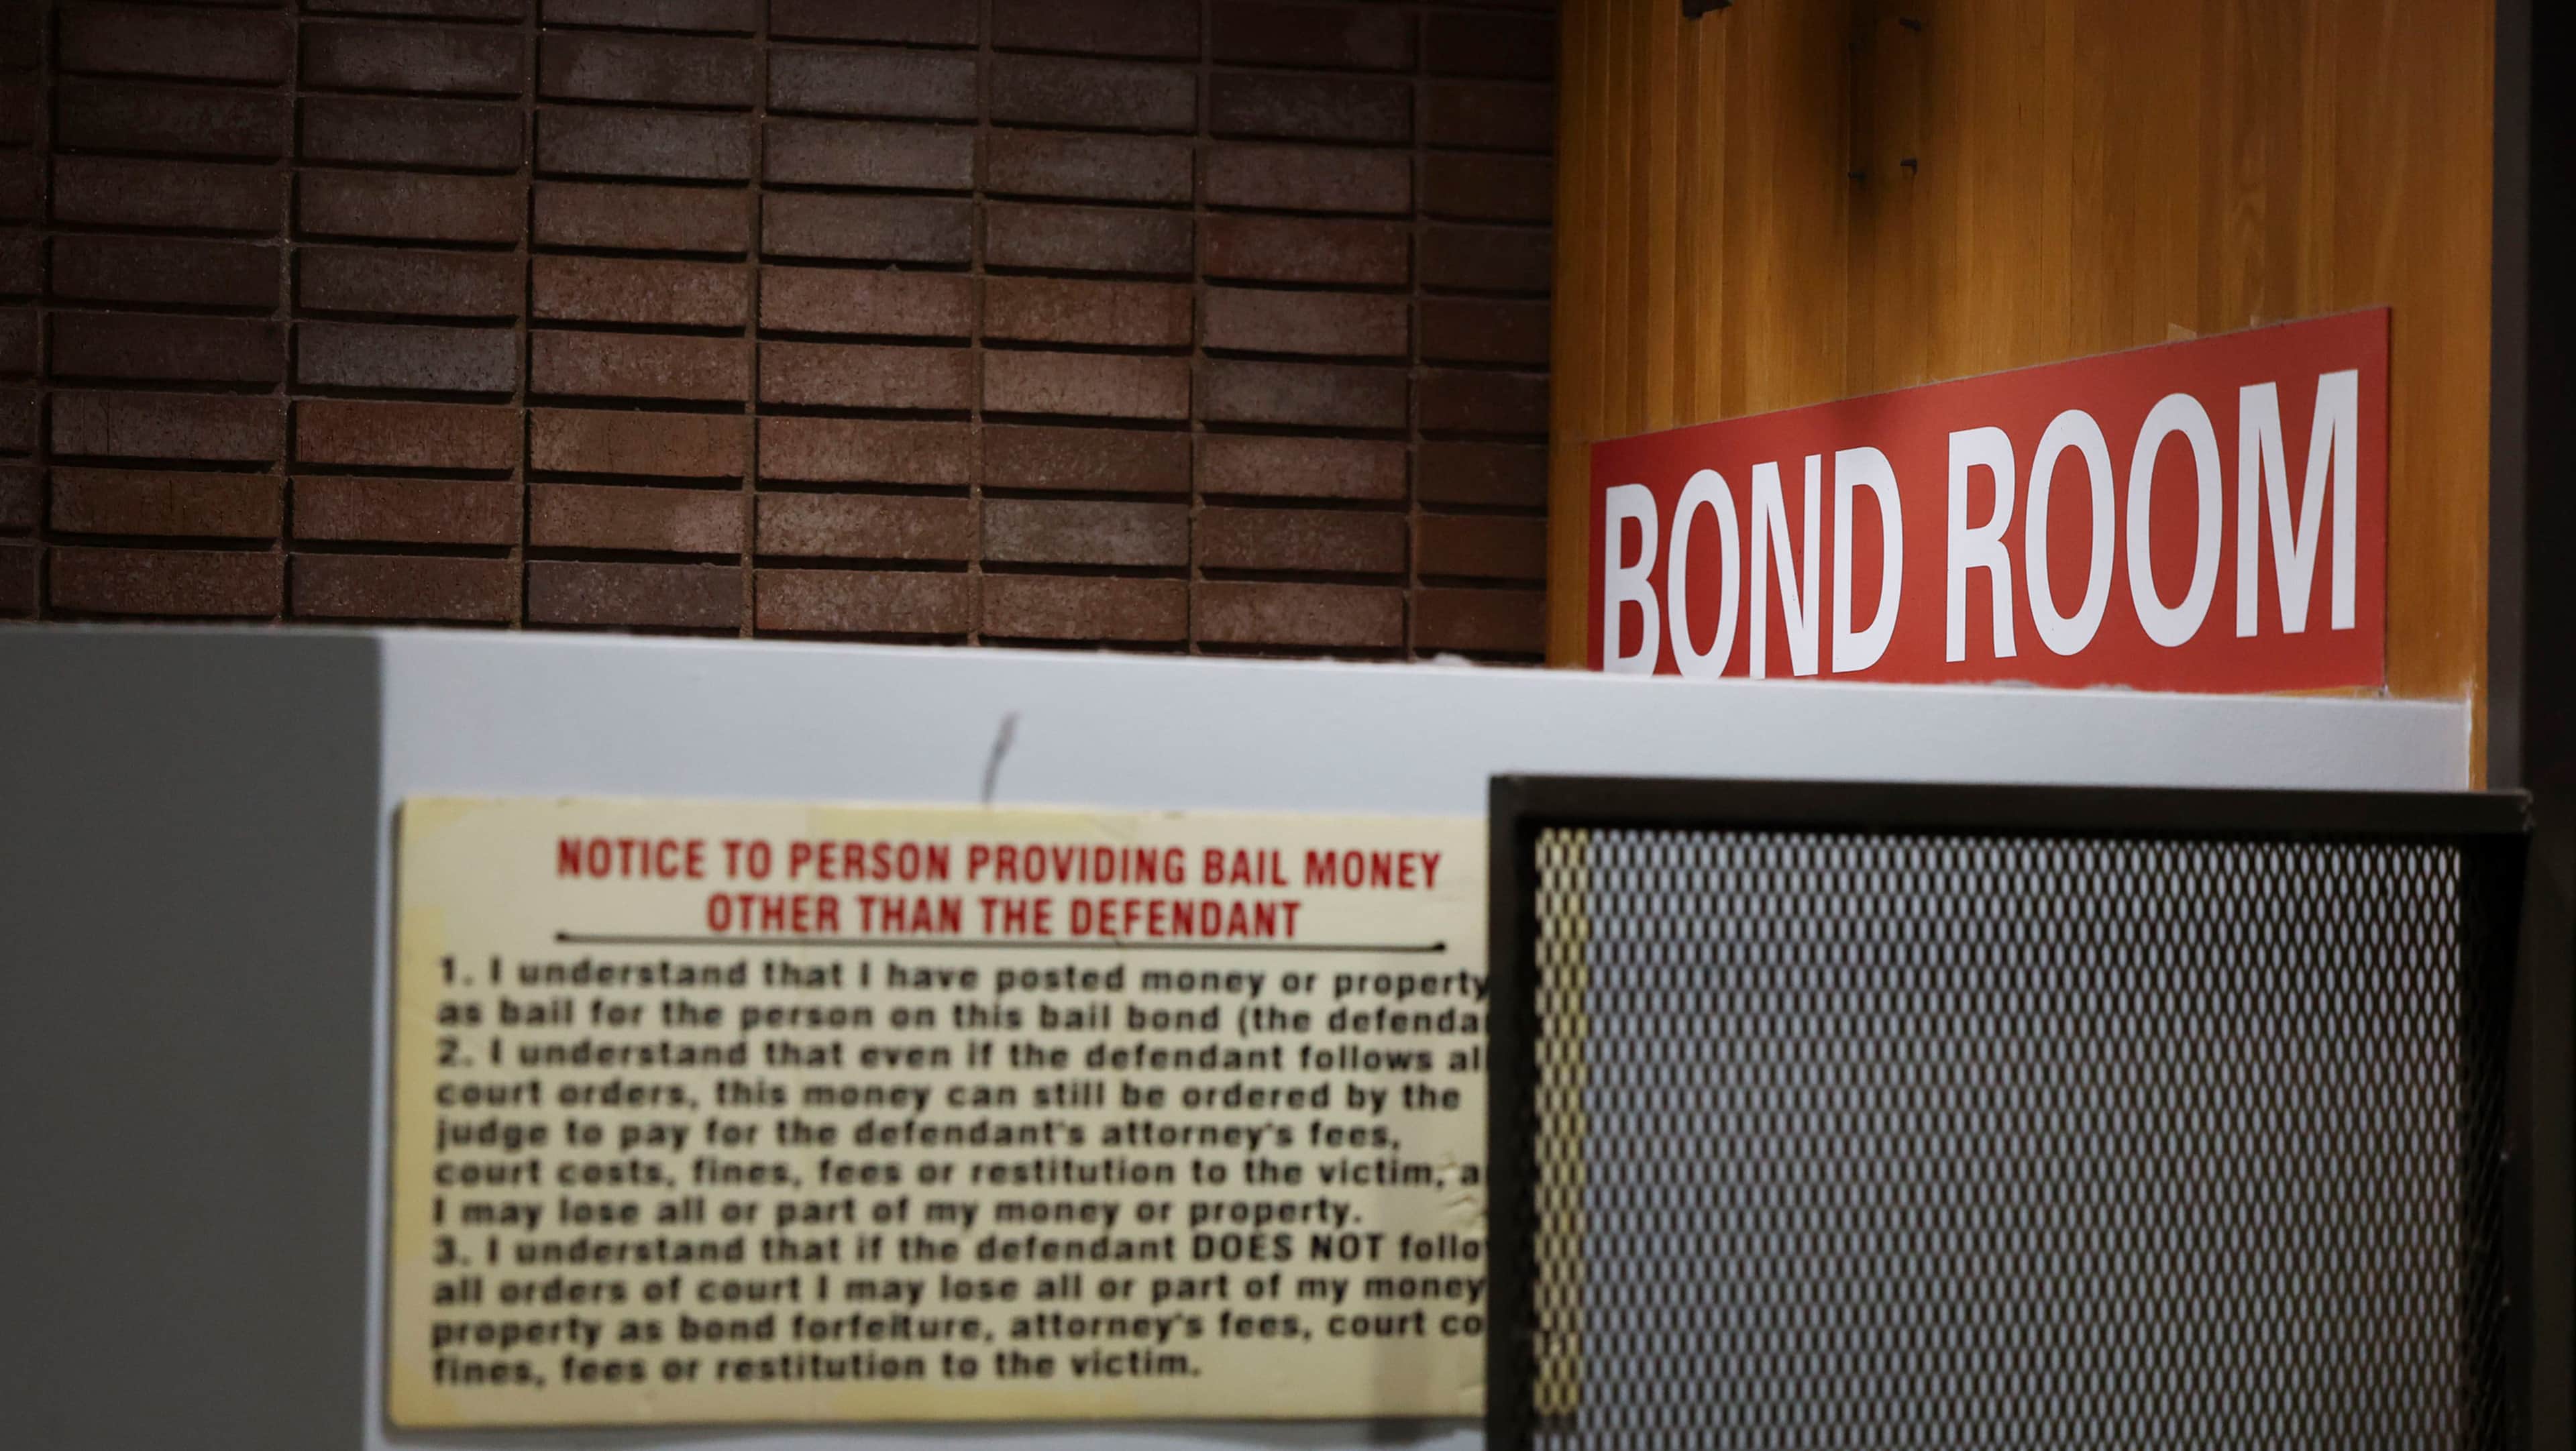 BOND ROOM
NOTICE TO PERSON PROVIDING BAIL MONEY
OTHER THAN THE DEFENDANT
1. I understand that I have posted money or property
as bail for the person on this bail bond (the
2. I understand that even if the defendant follows
court orders, this money can still be ordered by the
judge to pay for the defendant's attorney's fees,
court costs, fines, fees or restitution to the victim,
I may lose all or part of my money or property.
3. I understand that if the defendant DOES NOT
all orders of court I may lose all or part of my money
property as bond forfeiture, attorney's fees, court
fines, fees or restitution to the victim.